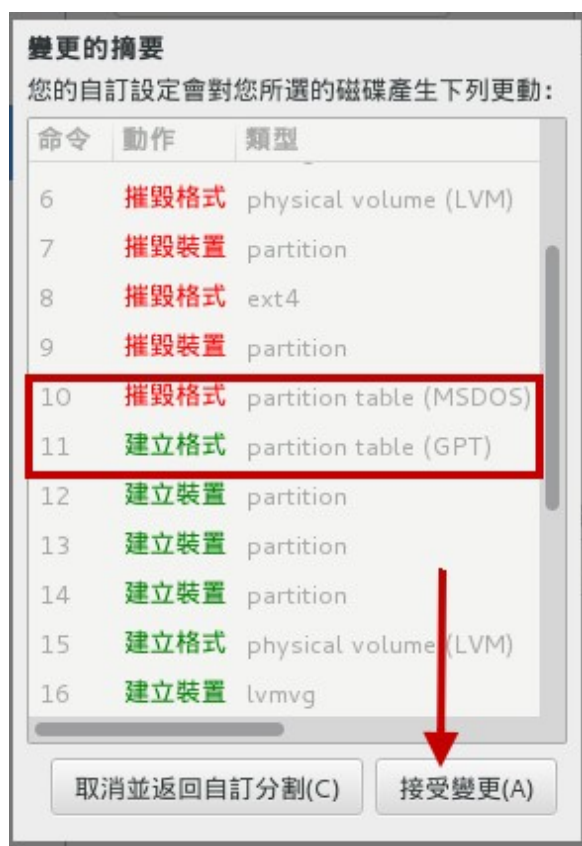 變更的摘要
您的自訂設定會對您所選的磁碟產生下列更動：
命令 動作 類型
6 摧毀格式 physical volume (LVM)
7 摧毀裝置 partition
8 摧毀格式 ext4
9 摧毀裝置 partition
10 摧毀格式 partition table (MSDOS)
11 建立格式 partition table (GPT)
12 建立裝置 partition
13 建立裝置 partition
14 建立裝置 partition
15 建立格式 physical volume (LVM)
16 建立裝置 lvmvg
取消並返回自訂分割(C) 接受變更(A)